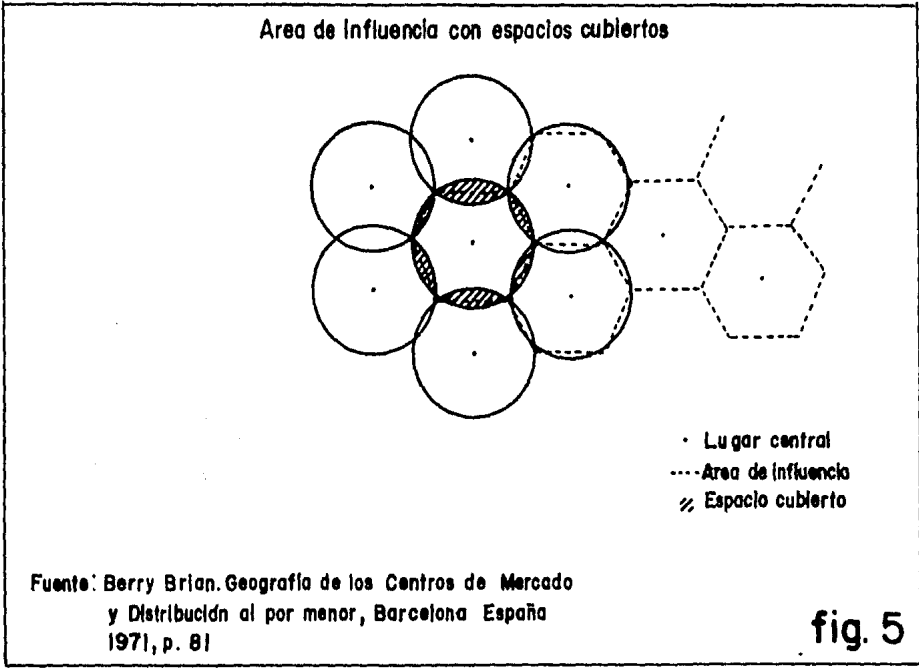 Area de Influencia con espacios cubiertos
Lugar central
Area de influencia
Espacio cubierto
Fuente: Berry Brian. Geografía de los Centros de Mercado
y Distribución al por menor, Barcelona España
1971, p. 81
fig. 5